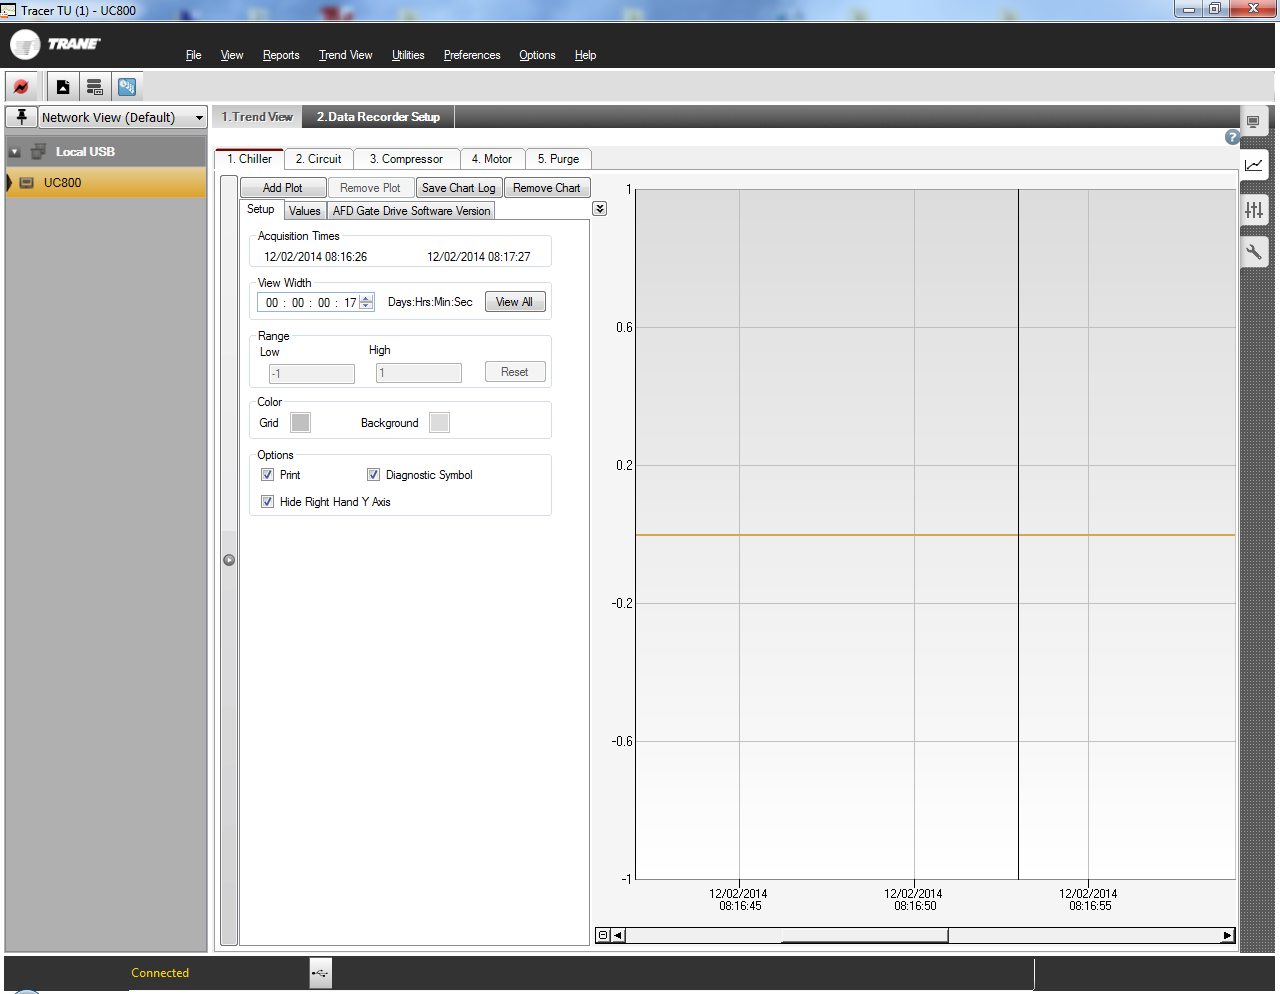 Tracer TU (1) - UC800
TRANE
File View Reports Trend View Utilities Preferences Options Help
Network View (Default)
1.Trend View 2.Data Recorder Setup
Local USB
UC800
1. Chiller 2. Circuit 3. Compressor 4. Motor 5. Purge
Add Plot Remove Plot Save Chart Log Remove Chart
Setup Values AFD Gate Drive Software Version
Acquisition Times
12/02/2014 08:16:26 12/02/2014 08:17:27
View Width
00 : 00 : 00 : 17 Days:Hrs:Min:Sec View All
Range
Low High
-1 1 Reset
Color
Grid Background
Options
Print Diagnostic Symbol
Hide Right Hand Y Axis
1
0.6
0.2
-0.2
-0.6
-1
12/02/2014 12/02/2014 12/02/2014
08:16:45 08:16:50 08:16:55
Connected